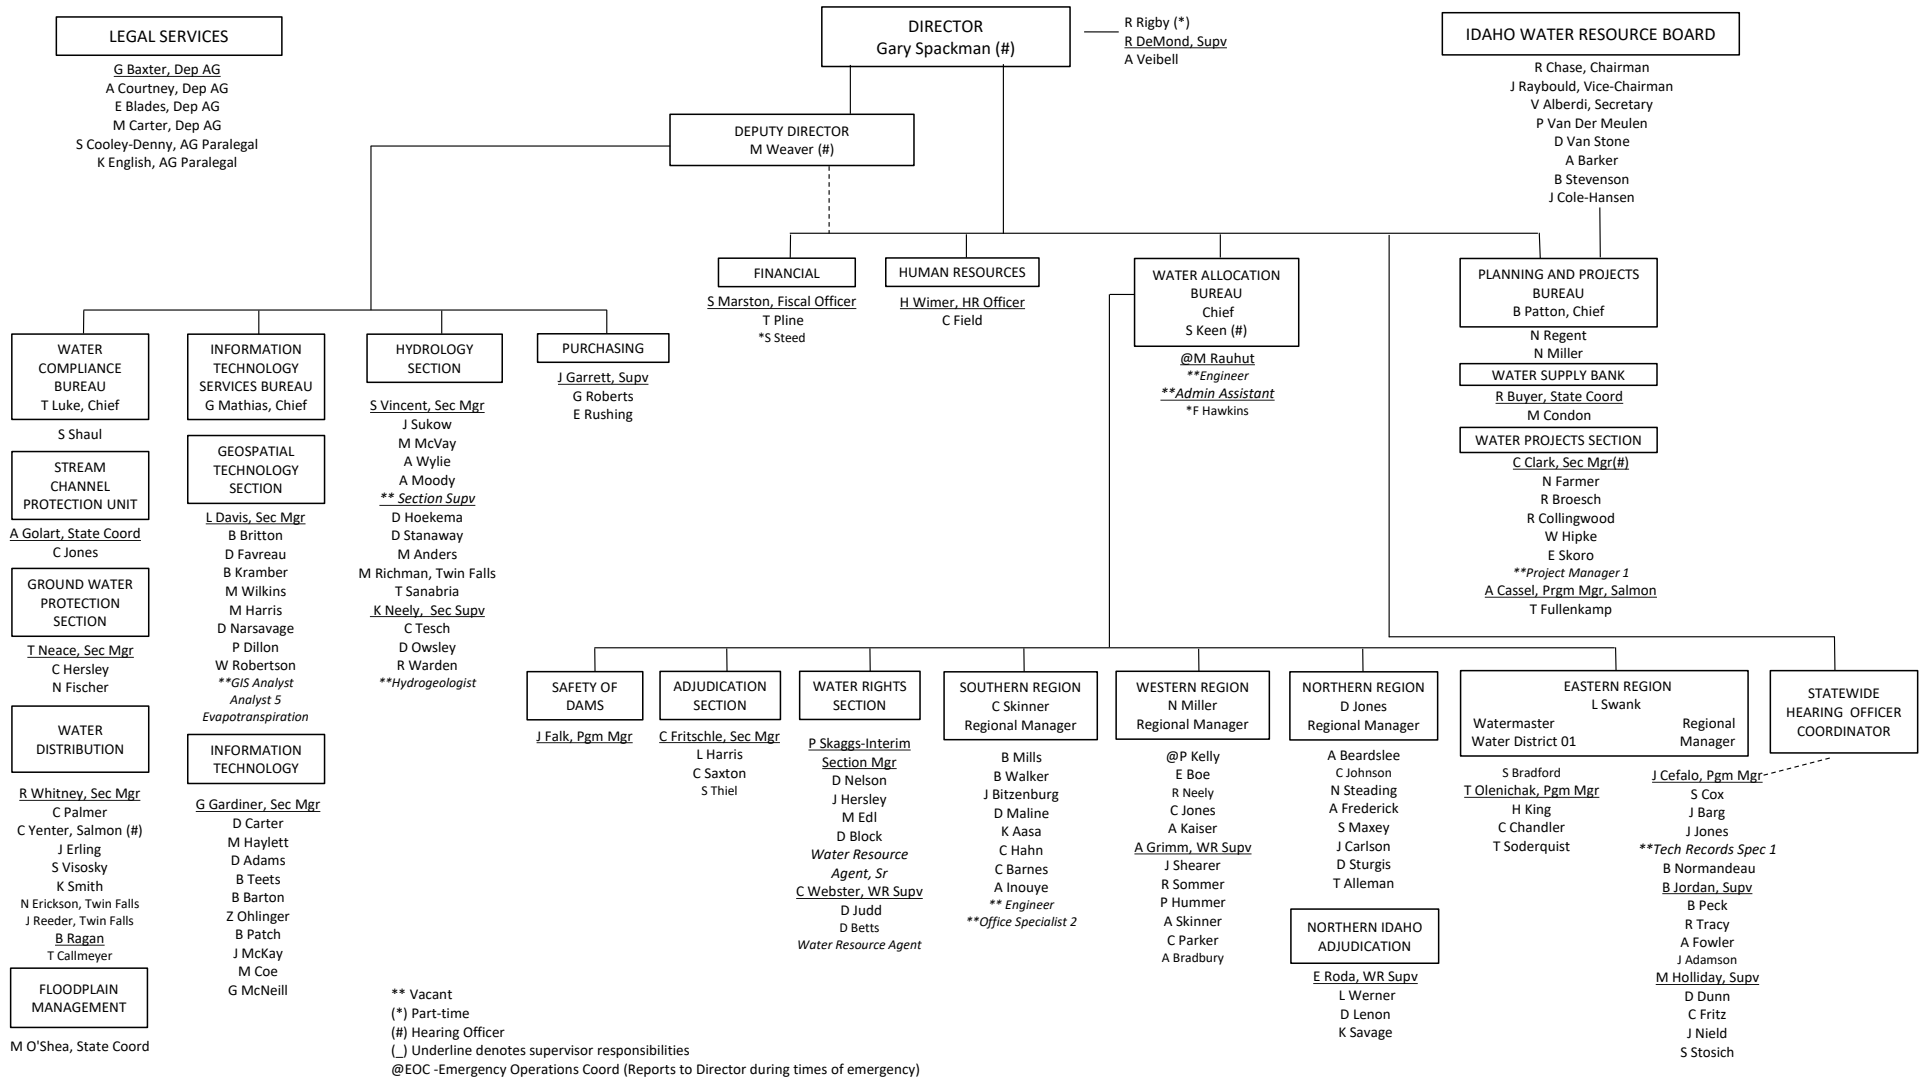 LEGAL SERVICES
G Baxter, Dep AG
A Courtney, Dep AG
E Blades, Dep AG
M Carter, Dep AG
S Cooley-Denny, AG Paralegal
K English, AG Paralegal
DIRECTOR
Gary Spackman (#)
R Rigby (*)
R DeMond, Supv
A Veibell
IDAHO WATER RESOURCE BOARD
R Chase, Chairman
J Raybould, Vice-Chairman
V Alberdi, Secretary
P Van Der Meulen
D Van Stone
A Barker
B Stevenson
J Cole-Hansen
DEPUTY DIRECTOR
M Weaver (#)
FINANCIAL
S Marston, Fiscal Officer
T Pline
*S Steed
HUMAN RESOURCES
H Wimer, HR Officer
C Field
WATER ALLOCATION
BUREAU
Chief
S Keen (#)
@M Rauhut
**Engineer
**Admin Assistant
*F Hawkins
PLANNING AND PROJECTS
BUREAU
B Patton, Chief
N Regent
N Miller
WATER SUPPLY BANK
R Buyer, State Coord
M Condon
WATER PROJECTS SECTION
C Clark, Sec Mgr(#)
N Farmer
R Broesch
R Collingwood
W Hipke
E Skoro
**Project Manager 1
A Cassel, Prgm Mgr, Salmon
T Fullenkamp
WATER
COMPLIANCE
BUREAU
T Luke, Chief
S Shaul
STREAM
CHANNEL
PROTECTION UNIT
A Golart, State Coord
C Jones
GROUND WATER
PROTECTION
SECTION
T Neace, Sec Mgr
C Hersley
N Fischer
WATER
DISTRIBUTION
R Whitney, Sec Mgr
C Palmer
C Yenter, Salmon (#)
J Erling
S Visosky
K Smith
N Erickson, Twin Falls
J Reeder, Twin Falls
B Ragan
T Callmeyer
FLOODPLAIN
MANAGEMENT
M O'Shea, State Coord
INFORMATION
TECHNOLOGY
SERVICES BUREAU
G Mathias, Chief
GEOSPATIAL
TECHNOLOGY
SECTION
L Davis, Sec Mgr
B Britton
D Favreau
B Kramber
M Wilkins
M Harris
D Narsavage
P Dillon
W Robertson
**GIS Analyst
Analyst 5
Evapotranspiration
INFORMATION
TECHNOLOGY
G Gardiner, Sec Mgr
D Carter
M Haylett
D Adams
B Teets
B Barton
Z Ohlinger
B Patch
J McKay
M Coe
G McNeill
HYDROLOGY
SECTION
S Vincent, Sec Mgr
J Sukow
M McVay
A Wylie
A Moody
** Section Supv
D Hoekema
D Stanaway
M Anders
M Richman, Twin Falls
T Sanabria
K Neely, Sec Supv
C Tesch
D Owsley
R Warden
**Hydrogeologist
PURCHASING
J Garrett, Supv
G Roberts
E Rushing
SAFETY OF
DAMS
J Falk, Pgm Mgr
ADJUDICATION
SECTION
C Fritschle, Sec Mgr
L Harris
C Saxton
S Thiel
WATER RIGHTS
SECTION
P Skaggs-Interim
Section Mgr
D Nelson
J Hersley
M Edl
D Block
Water Resource
Agent, Sr
C Webster, WR Supv
D Judd
D Betts
Water Resource Agent
SOUTHERN REGION
C Skinner
Regional Manager
B Mills
B Walker
J Bitzenburg
D Maline
K Aasa
C Hahn
C Barnes
A Inouye
** Engineer
**Office Specialist 2
WESTERN REGION
N Miller
Regional Manager
@P Kelly
E Boe
R Neely
C Jones
A Kaiser
A Grimm, WR Supv
J Shearer
R Sommer
P Hummer
A Skinner
C Parker
A Bradbury
NORTHERN REGION
D Jones
Regional Manager
A Beardslee
C Johnson
N Steading
A Frederick
S Maxey
J Carlson
D Sturgis
T Alleman
NORTHERN IDAHO
ADJUDICATION
E Roda, WR Supv
L Werner
D Lenon
K Savage
EASTERN REGION
L Swank
Watermaster
Water District 01
Regional
Manager
S Bradford
T Olenichak, Pgm Mgr
H King
C Chandler
T Soderquist
J Cefalo, Pgm Mgr
S Cox
J Barg
J Jones
**Tech Records Spec 1
B Normandeau
B Jordan, Supv
B Peck
R Tracy
A Fowler
J Adamson
M Holliday, Supv
D Dunn
C Fritz
J Nield
S Stosich
STATEWIDE
HEARING OFFICER
COORDINATOR
** Vacant
(*) Part-time
(#) Hearing Officer
(_) Underline denotes supervisor responsibilities
@EOC -Emergency Operations Coord (Reports to Director during times of emergency)